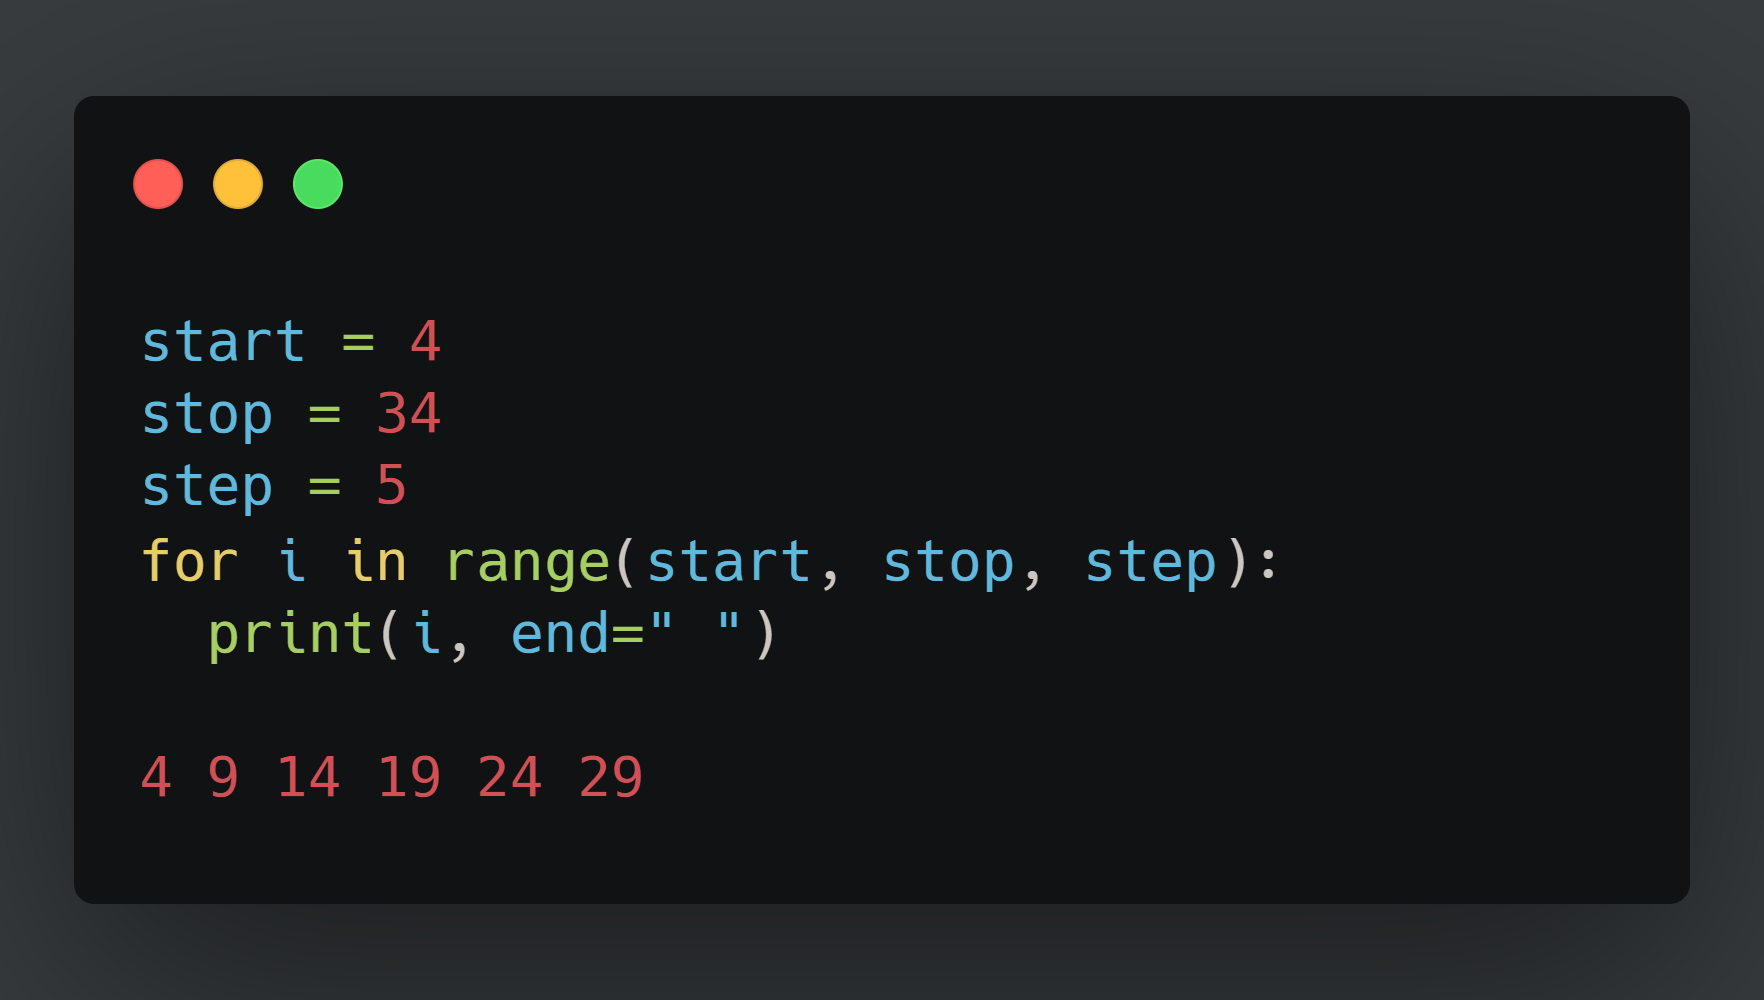 start = 4
stop = 34
step = 5
for i in range(start, stop, step):
  print(i, end=" ")
4 9 14 19 24 29